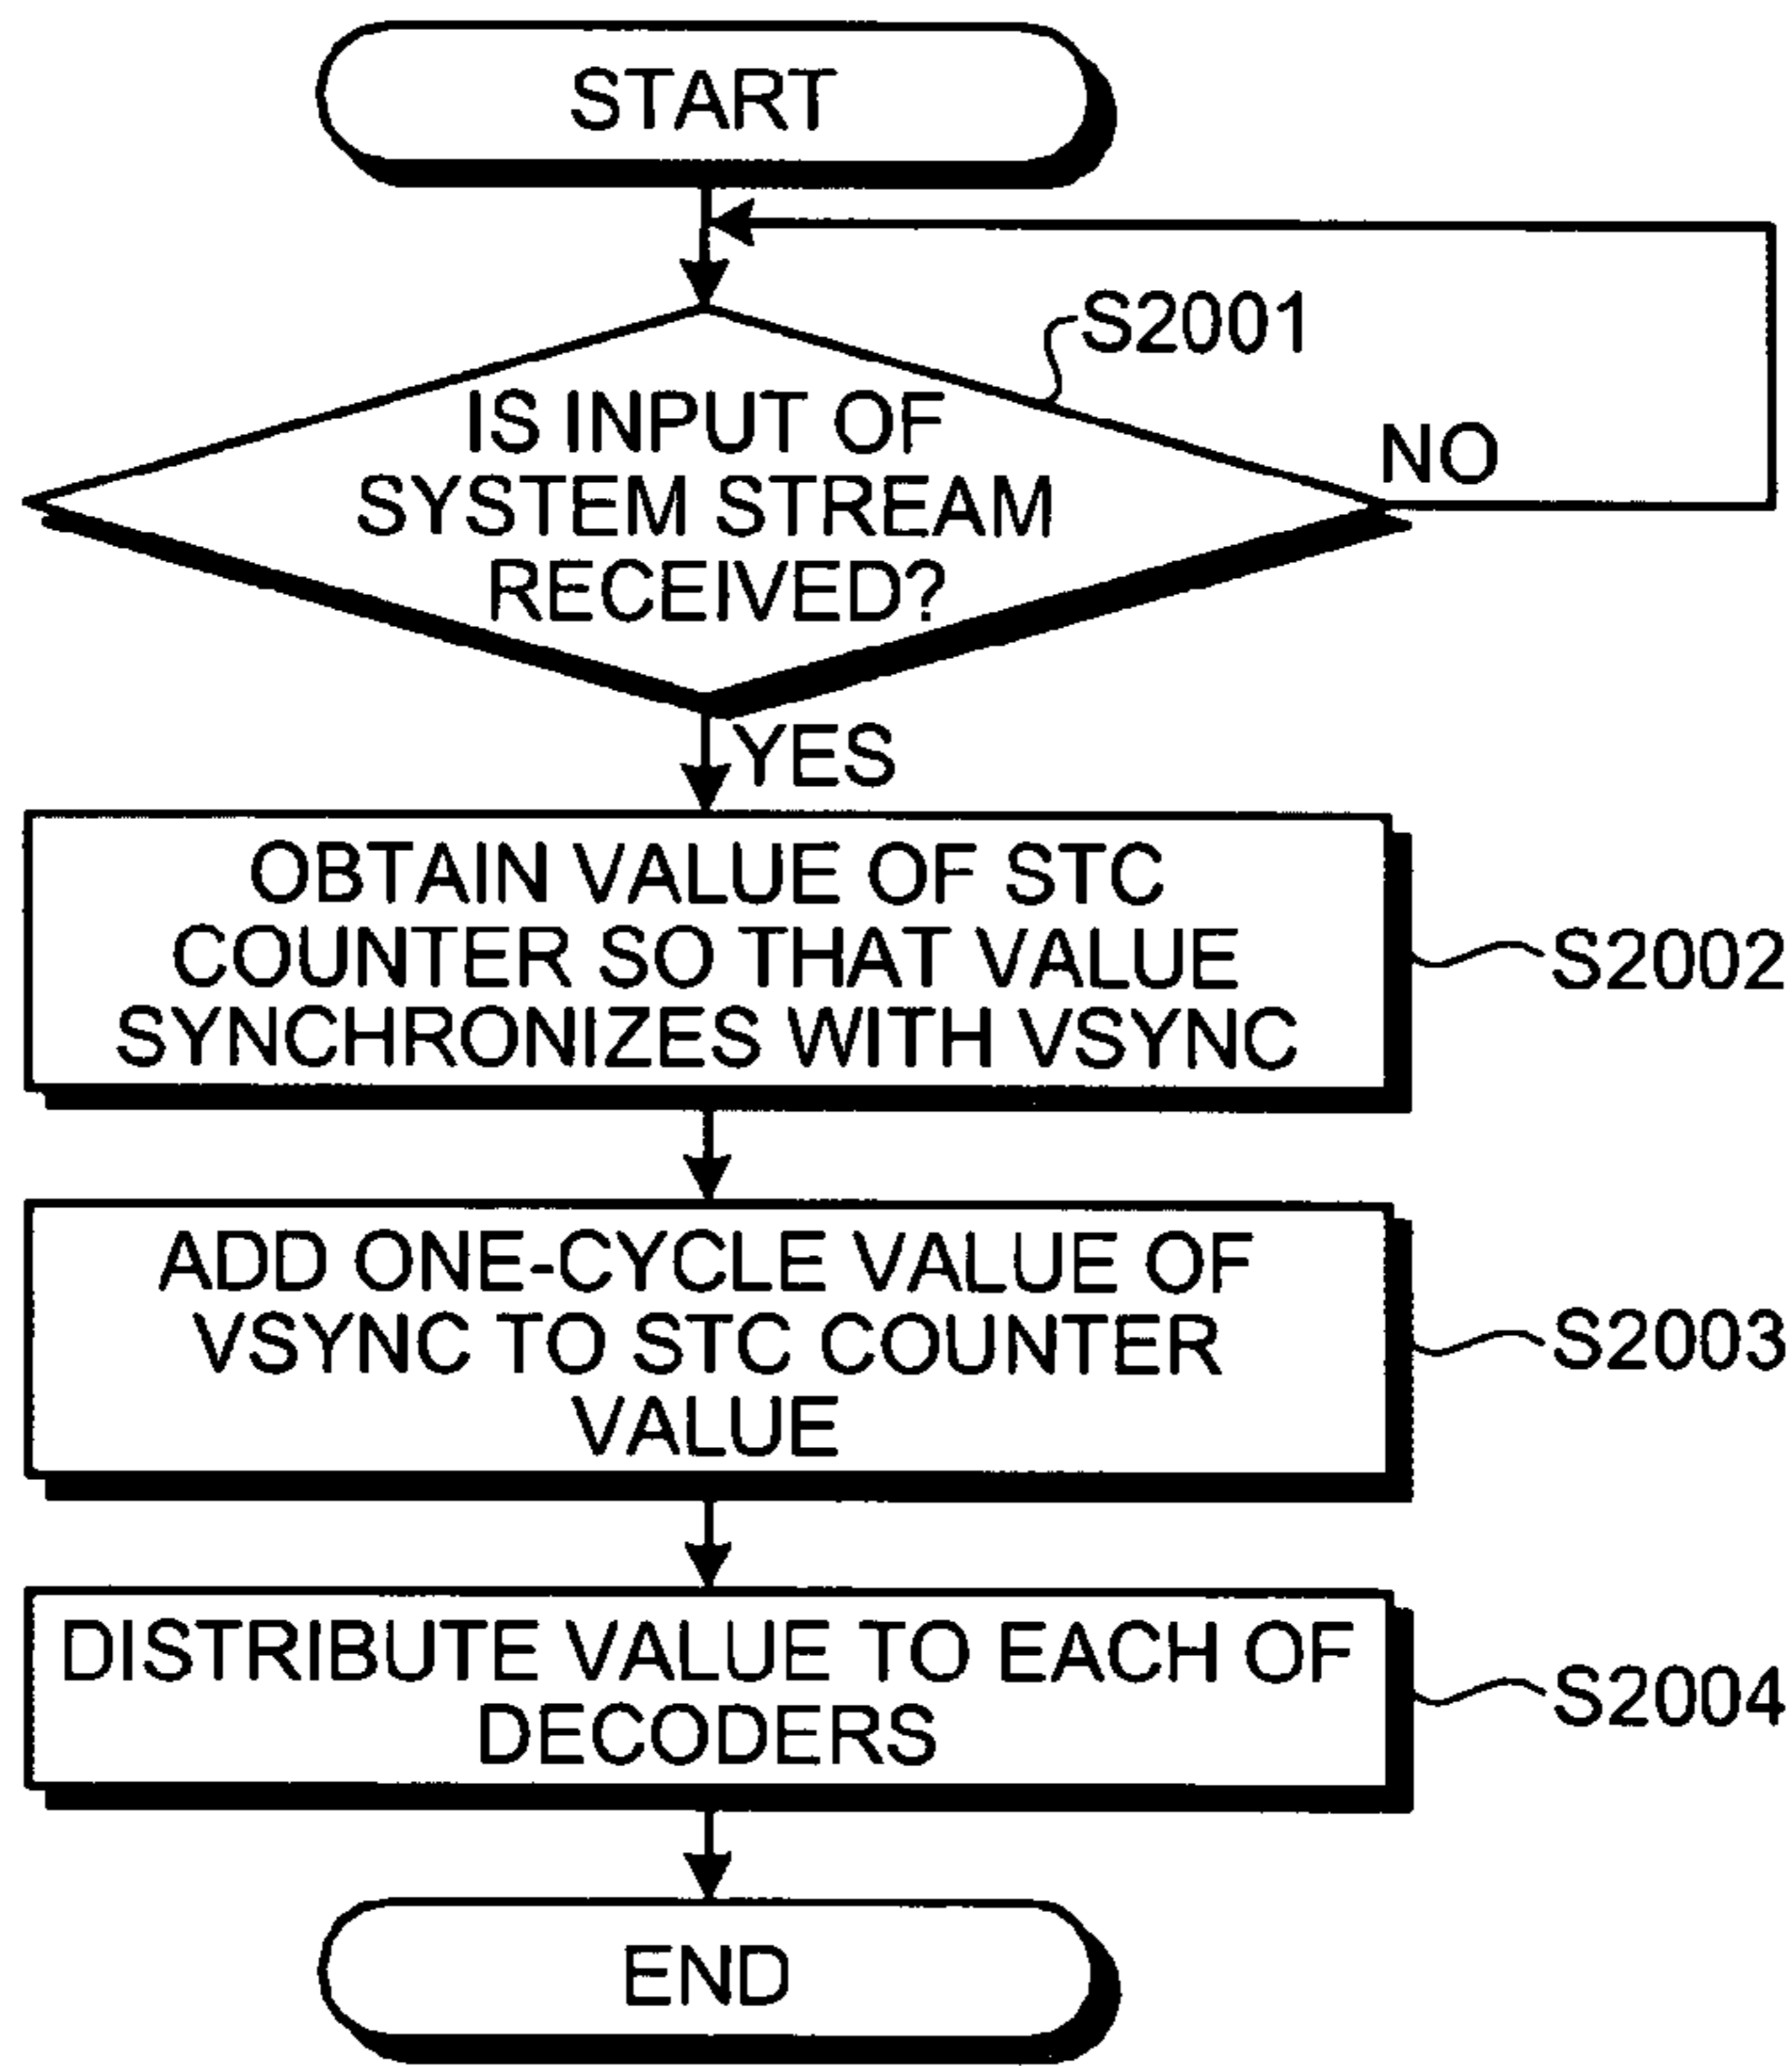 START
S2001
IS INPUT OF
SYSTEM STREAM
RECEIVED?
NO
YES
OBTAIN VALUE OF STC
COUNTER SO THAT VALUE
SYNCHRONIZES WITH VSYNC
S2002
ADD ONE-CYCLE VALUE OF
VSYNC TO STC COUNTER
VALUE
S2003
DISTRIBUTE VALUE TO EACH OF
DECODERS
S2004
END